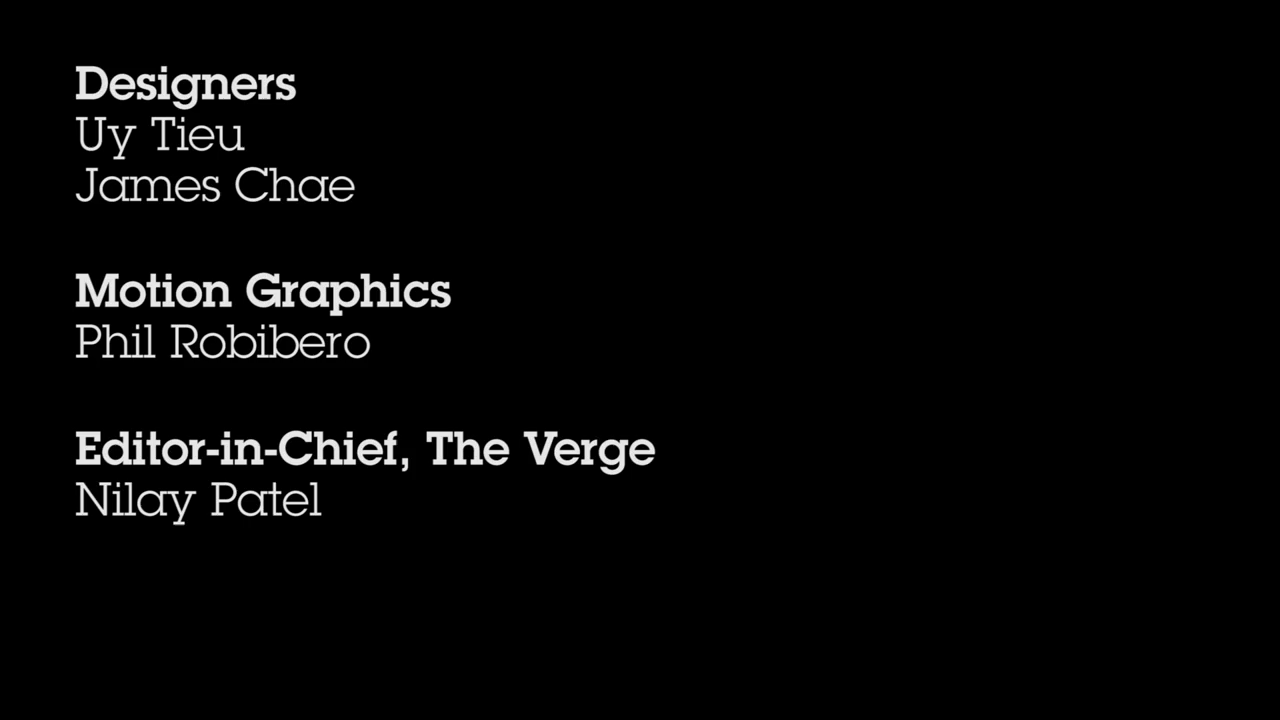 Designers
Uy Tieu
James Chae
Motion Graphics
Phil Robibero
Editor-in-Chief, The Verge
Nilay Patel